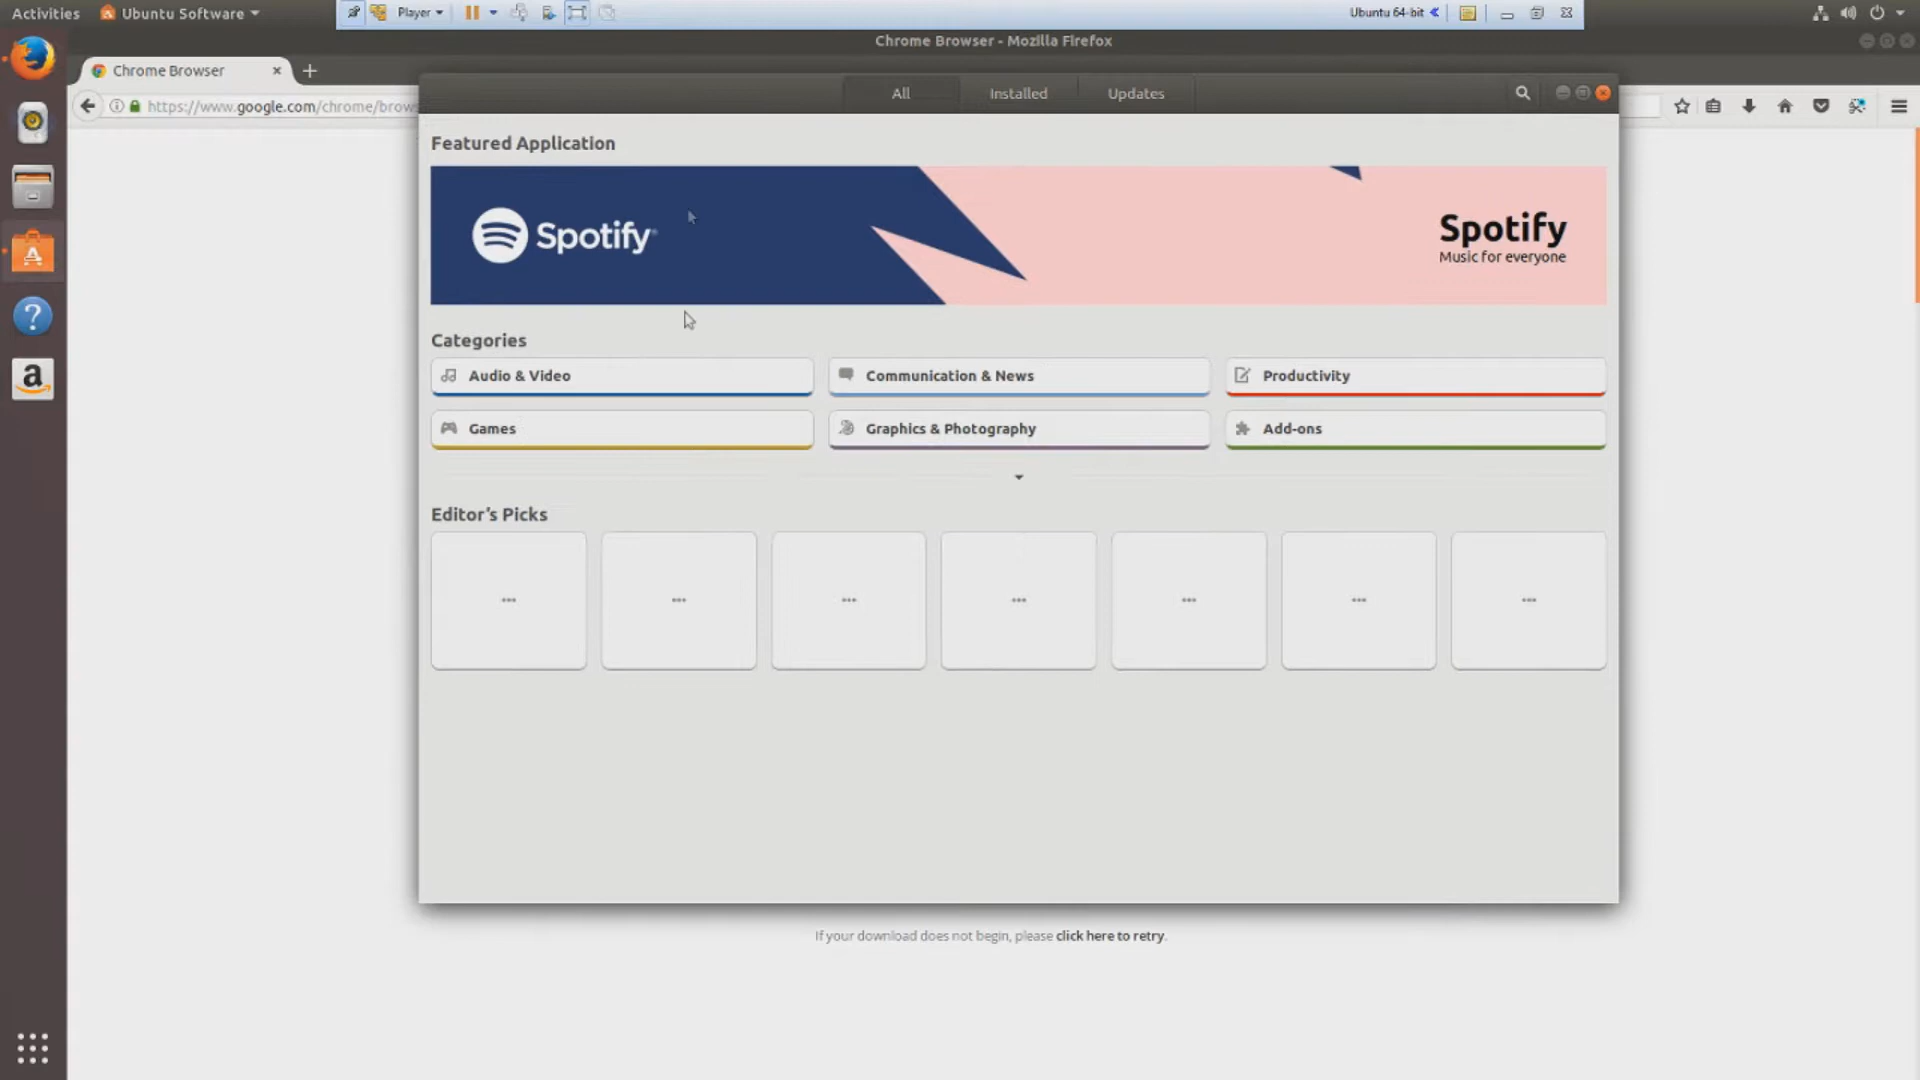 Activities
Ubuntu Software
Player
Ubuntu 64-bit
Chrome Browser - Mozilla Firefox
Chrome Browser
https://www.google.com/chrome/brow
All
Installed
Updates
Featured Application
Spotify
Spotify
Music for everyone
Categories
Audio & Video
Communication & News
Productivity
Games
Graphics & Photography
Add-ons
Editor's Picks
...
...
...
...
...
...
...
If your download does not begin, please click here to retry.